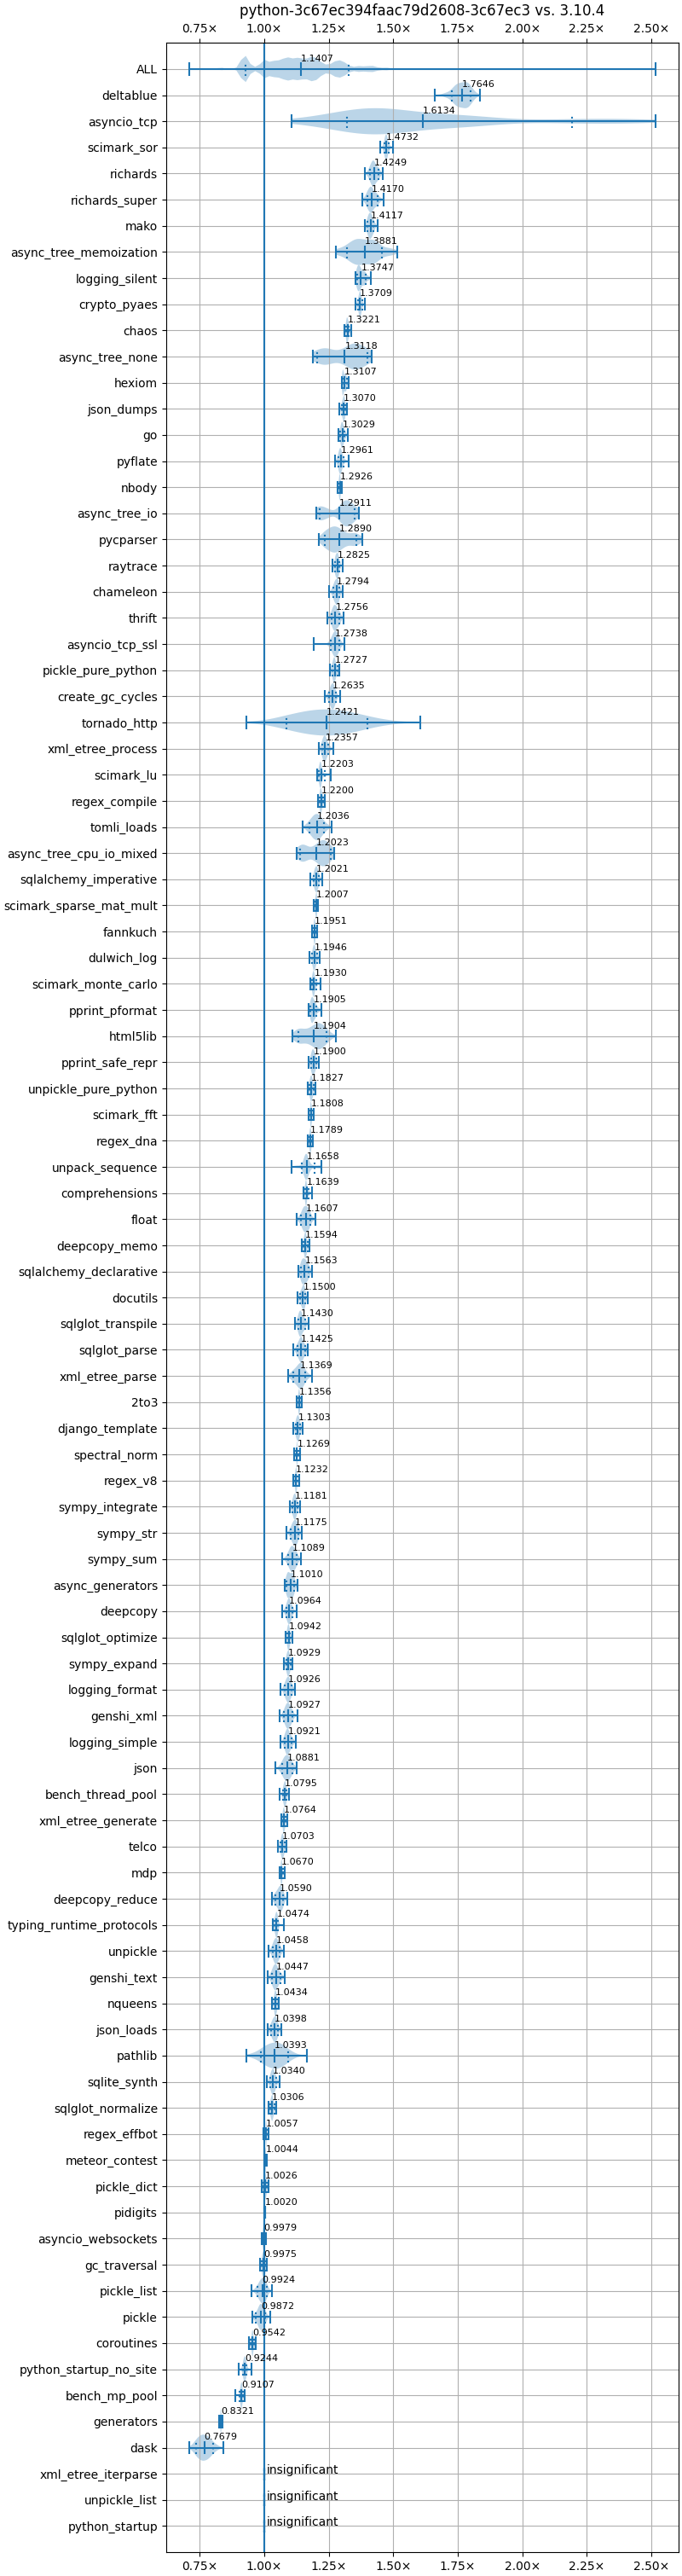 python-3c67ec394faac79d2608-3c67ec3 vs. 3.10.4
0.75× 1.00× 1.25× 1.50× 1.75× 2.00× 2.25× 2.50×
ALL 1.1407
deltablue 1.7646
asyncio_tcp 1.6134
scimark_sor 1.4732
richards 1.4249
richards_super 1.4170
mako 1.4117
async_tree_memoization 1.3881
logging_silent 1.3747
crypto_pyaes 1.3709
chaos 1.3221
async_tree_none 1.3118
hexiom 1.3107
json_dumps 1.3070
go 1.3029
pyflate 1.2961
nbody 1.2926
async_tree_io 1.2911
pycparser 1.2890
raytrace 1.2825
chameleon 1.2794
thrift 1.2756
asyncio_tcp_ssl 1.2738
pickle_pure_python 1.2727
create_gc_cycles 1.2635
tornado_http 1.2421
xml_etree_process 1.2357
scimark_lu 1.2203
regex_compile 1.2200
tomli_loads 1.2036
async_tree_cpu_io_mixed 1.2023
sqlalchemy_imperative 1.2021
scimark_sparse_mat_mult 1.2007
fannkuch 1.1951
dulwich_log 1.1946
scimark_monte_carlo 1.1930
pprint_pformat 1.1905
html5lib 1.1904
pprint_safe_repr 1.1900
unpickle_pure_python 1.1827
scimark_fft 1.1808
regex_dna 1.1789
unpack_sequence 1.1658
comprehensions 1.1639
float 1.1607
deepcopy_memo 1.1594
sqlalchemy_declarative 1.1563
docutils 1.1500
sqlglot_transpile 1.1430
sqlglot_parse 1.1425
xml_etree_parse 1.1369
2to3 1.1356
django_template 1.1303
spectral_norm 1.1269
regex_v8 1.1232
sympy_integrate 1.1181
sympy_str 1.1175
sympy_sum 1.1089
async_generators 1.1010
deepcopy 1.0964
sqlglot_optimize 1.0942
sympy_expand 1.0929
logging_format 1.0926
genshi_xml 1.0927
logging_simple 1.0921
json 1.0881
bench_thread_pool 1.0795
xml_etree_generate 1.0764
telco 1.0703
mdp 1.0670
deepcopy_reduce 1.0590
typing_runtime_protocols 1.0474
unpickle 1.0458
genshi_text 1.0447
nqueens 1.0434
json_loads 1.0398
pathlib 1.0393
sqlite_synth 1.0340
sqlglot_normalize 1.0306
regex_effbot 1.0057
meteor_contest 1.0044
pickle_dict 1.0026
pidigits 1.0020
asyncio_websockets 0.9979
gc_traversal 0.9975
pickle_list 0.9924
pickle 0.9872
coroutines 0.9542
python_startup_no_site 0.9244
bench_mp_pool 0.9107
generators 0.8321
dask 0.7679
xml_etree_iterparse insignificant
unpickle_list insignificant
python_startup insignificant
0.75× 1.00× 1.25× 1.50× 1.75× 2.00× 2.25× 2.50×